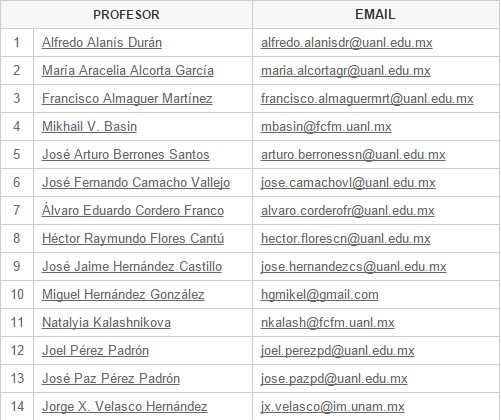 PROFESOR EMAIL
1 Alfredo Alanís Durán alfredo.alanisdr@uanl.edu.mx
2 María Aracelia Alcorta García maria.alcortagr@uanl.edu.mx
3 Francisco Almaguer Martínez francisco.almaguermrt@uanl.edu.mx
4 Mikhail V. Basin mbasin@fcfm.uanl.mx
5 José Arturo Berrones Santos arturo.berronessn@uanl.edu.mx
6 José Fernando Camacho Vallejo jose.camachovl@uanl.edu.mx
7 Álvaro Eduardo Cordero Franco alvaro.corderofr@uanl.edu.mx
8 Héctor Raymundo Flores Cantú hector.florescn@uanl.edu.mx
9 José Jaime Hernández Castillo jose.hernandezcs@uanl.edu.mx
10 Miguel Hernández González hgmikel@gmail.com
11 Natalyia Kalashnikova nkalash@fcfm.uanl.mx
12 Joel Pérez Padrón joel.perezpd@uanl.edu.mx
13 José Paz Pérez Padrón jose.pazpd@uanl.edu.mx
14 Jorge X. Velasco Hernández jx.velasco@im.unam.mx